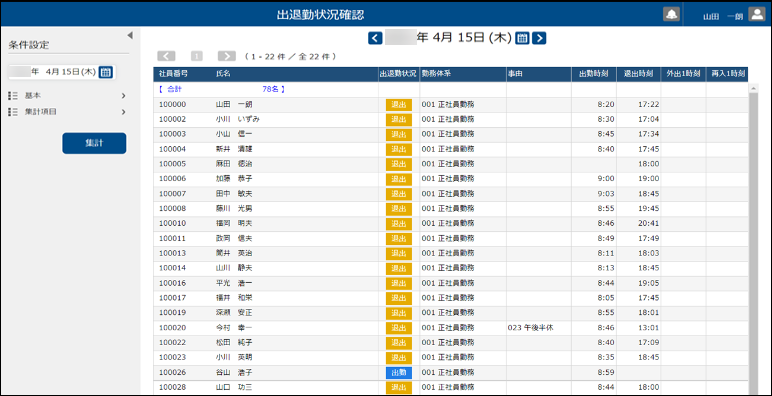 出退勤状況確認
山田 一朗
条件設定
年 4月 15日(木)
年 4月 15日(木)
基本
集計項目
集計
1
( 1 - 22 件 / 全 22 件 )
社員番号 氏名 出退勤状況 勤務体系 事由 出勤時刻 退出時刻 外出1時刻 再入1時刻
【 合計 78名 】
100000 山田 一朗 退出 001 正社員勤務 8:20 17:22
100002 小川 いずみ 退出 001 正社員勤務 8:30 17:04
100003 小山 信一 退出 001 正社員勤務 8:45 17:34
100004 新井 清雄 退出 001 正社員勤務 8:40 17:45
100005 麻田 徳治 退出 001 正社員勤務 18:00
100006 加藤 恭子 退出 001 正社員勤務 9:00 19:00
100007 田中 敏夫 退出 001 正社員勤務 9:03 18:45
100008 藤川 光男 退出 001 正社員勤務 8:55 19:45
100010 福岡 明夫 退出 001 正社員勤務 8:46 20:41
100011 政岡 信夫 退出 001 正社員勤務 8:49 17:49
100013 筒井 英治 退出 001 正社員勤務 8:11 18:03
100014 山川 静夫 退出 001 正社員勤務 8:13 18:45
100016 平光 浩一 退出 001 正社員勤務 8:44 19:05
100017 福井 和栄 退出 001 正社員勤務 8:05 17:45
100019 深瀬 安正 退出 001 正社員勤務 8:55 18:01
100020 今村 幸一 退出 001 正社員勤務 023 午後半休 8:46 13:01
100022 松田 純子 退出 001 正社員勤務 8:40 17:09
100023 小川 英明 退出 001 正社員勤務 8:35 18:45
100026 谷山 浩子 出勤 001 正社員勤務 8:59
100028 山口 功三 退出 001 正社員勤務 8:44 18:00